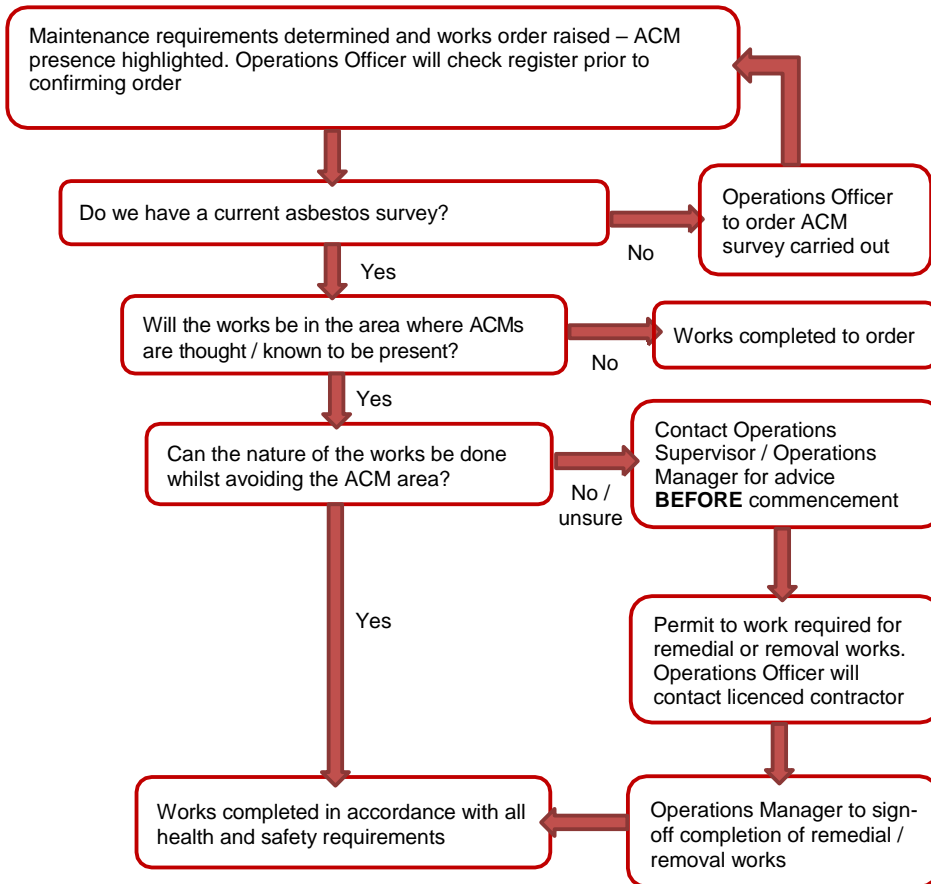 Maintenance requirements determined and works order raised – ACM
presence highlighted. Operations Officer will check register prior to
confirming order
Do we have a current asbestos survey?
No
Operations Officer
to order ACM
survey carried out
Yes
Will the works be in the area where ACMs
are thought / known to be present?
No
Works completed to order
Yes
Can the nature of the works be done
whilst avoiding the ACM area?
No /
unsure
Contact Operations
Supervisor / Operations
Manager for advice
BEFORE commencement
Yes
Permit to work required for
remedial or removal works.
Operations Officer will
contact licenced contractor
Works completed in accordance with all
health and safety requirements
Operations Manager to sign-
off completion of remedial /
removal works